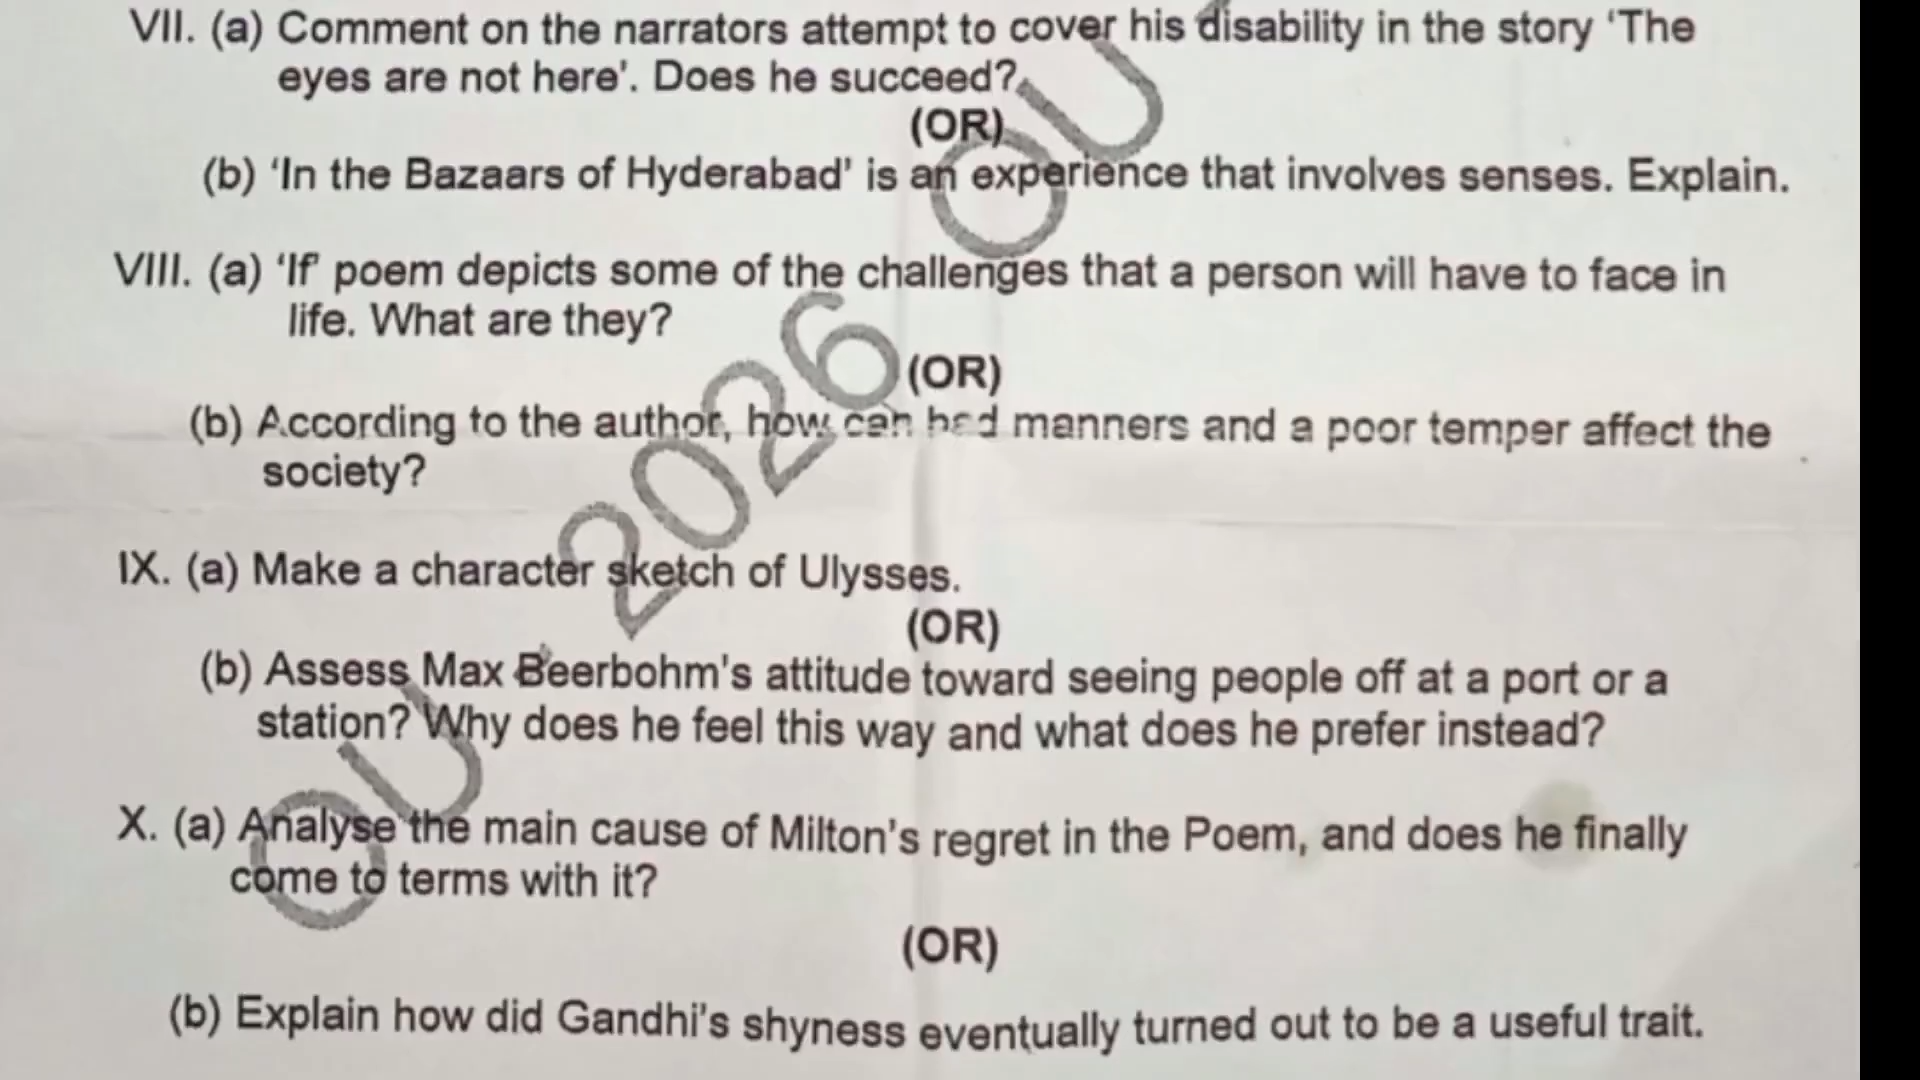 VII. (a) Comment on the narrators attempt to cover his disability in the story 'The
eyes are not here'. Does he succeed?
(OR)
(b) 'In the Bazaars of Hyderabad' is an experience that involves senses. Explain.
VIII. (a) 'If' poem depicts some of the challenges that a person will have to face in
life. What are they?
(OR)
(b) According to the author, how can bad manners and a poor temper affect the
society?
IX. (a) Make a character sketch of Ulysses.
(OR)
(b) Assess Max Beerbohm's attitude toward seeing people off at a port or a
station? Why does he feel this way and what does he prefer instead?
X. (a) Analyse the main cause of Milton's regret in the Poem, and does he finally
come to terms with it?
(OR)
(b) Explain how did Gandhi's shyness eventually turned out to be a useful trait.
OU 2026 OU